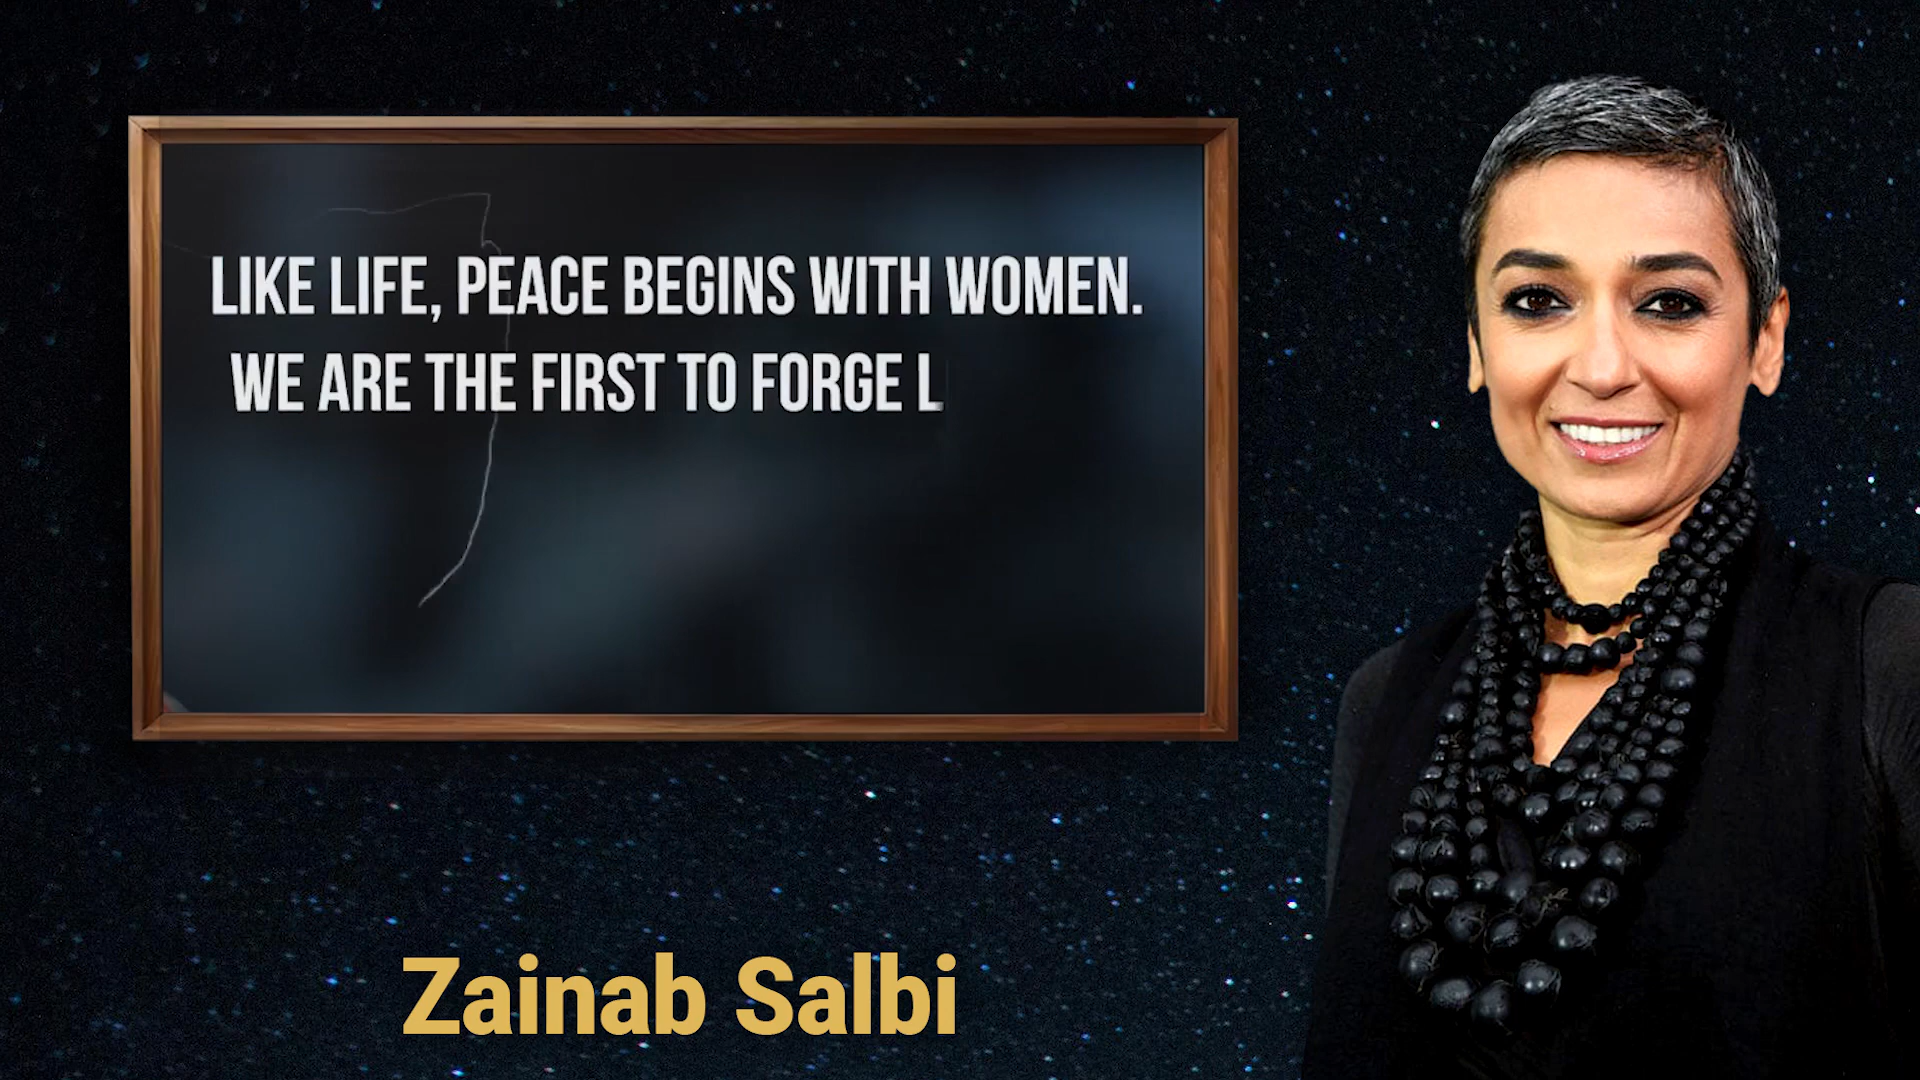 LIKE LIFE, PEACE BEGINS WITH WOMEN.
WE ARE THE FIRST TO FORGE L
Zainab Salbi